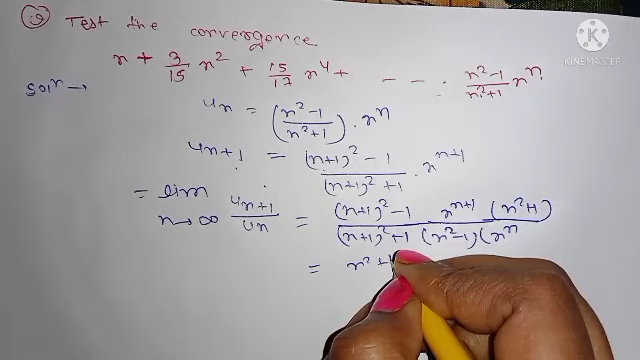 Test the convergence
x + 3/15 x² + 15/17 x⁴ + - - - : n²-1/n²+1 xⁿ
Solⁿ →
uₙ = (n²-1/n²+1) . xⁿ
uₙ₊₁ = (n+1)²-1/(n+1)²+1 . xⁿ⁺¹
= lim n→∞ uₙ₊₁/uₙ = (n+1)²-1 xⁿ⁺¹ (n²+1)/(n+1)²+1 (n²-1)(xⁿ
= n² +
KINEMASTER